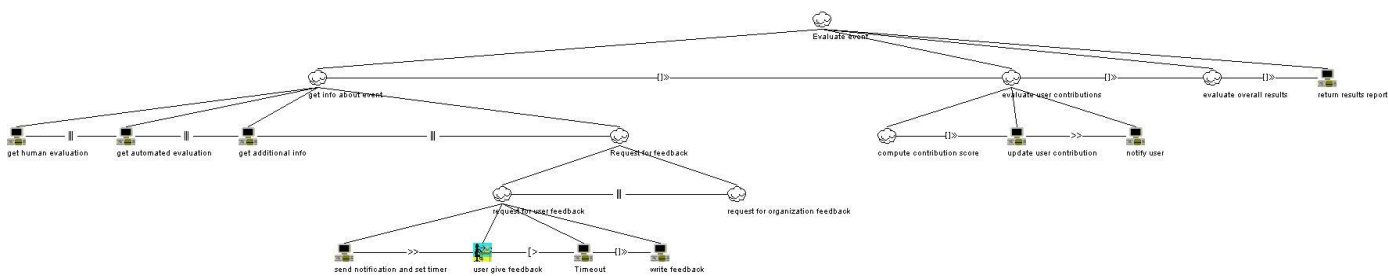 Evaluate event
[]>> []>> []>>
get info about event evaluate user contributions evaluate overall results return results report
||| ||| ||| []>> >>
get human evaluation get automated evaluation get additional info Request for feedback compute contribution score update user contribution notify user
|||
request for user feedback request for organization feedback
>> [> []>>
send notification and set timer user give feedback Timeout write feedback